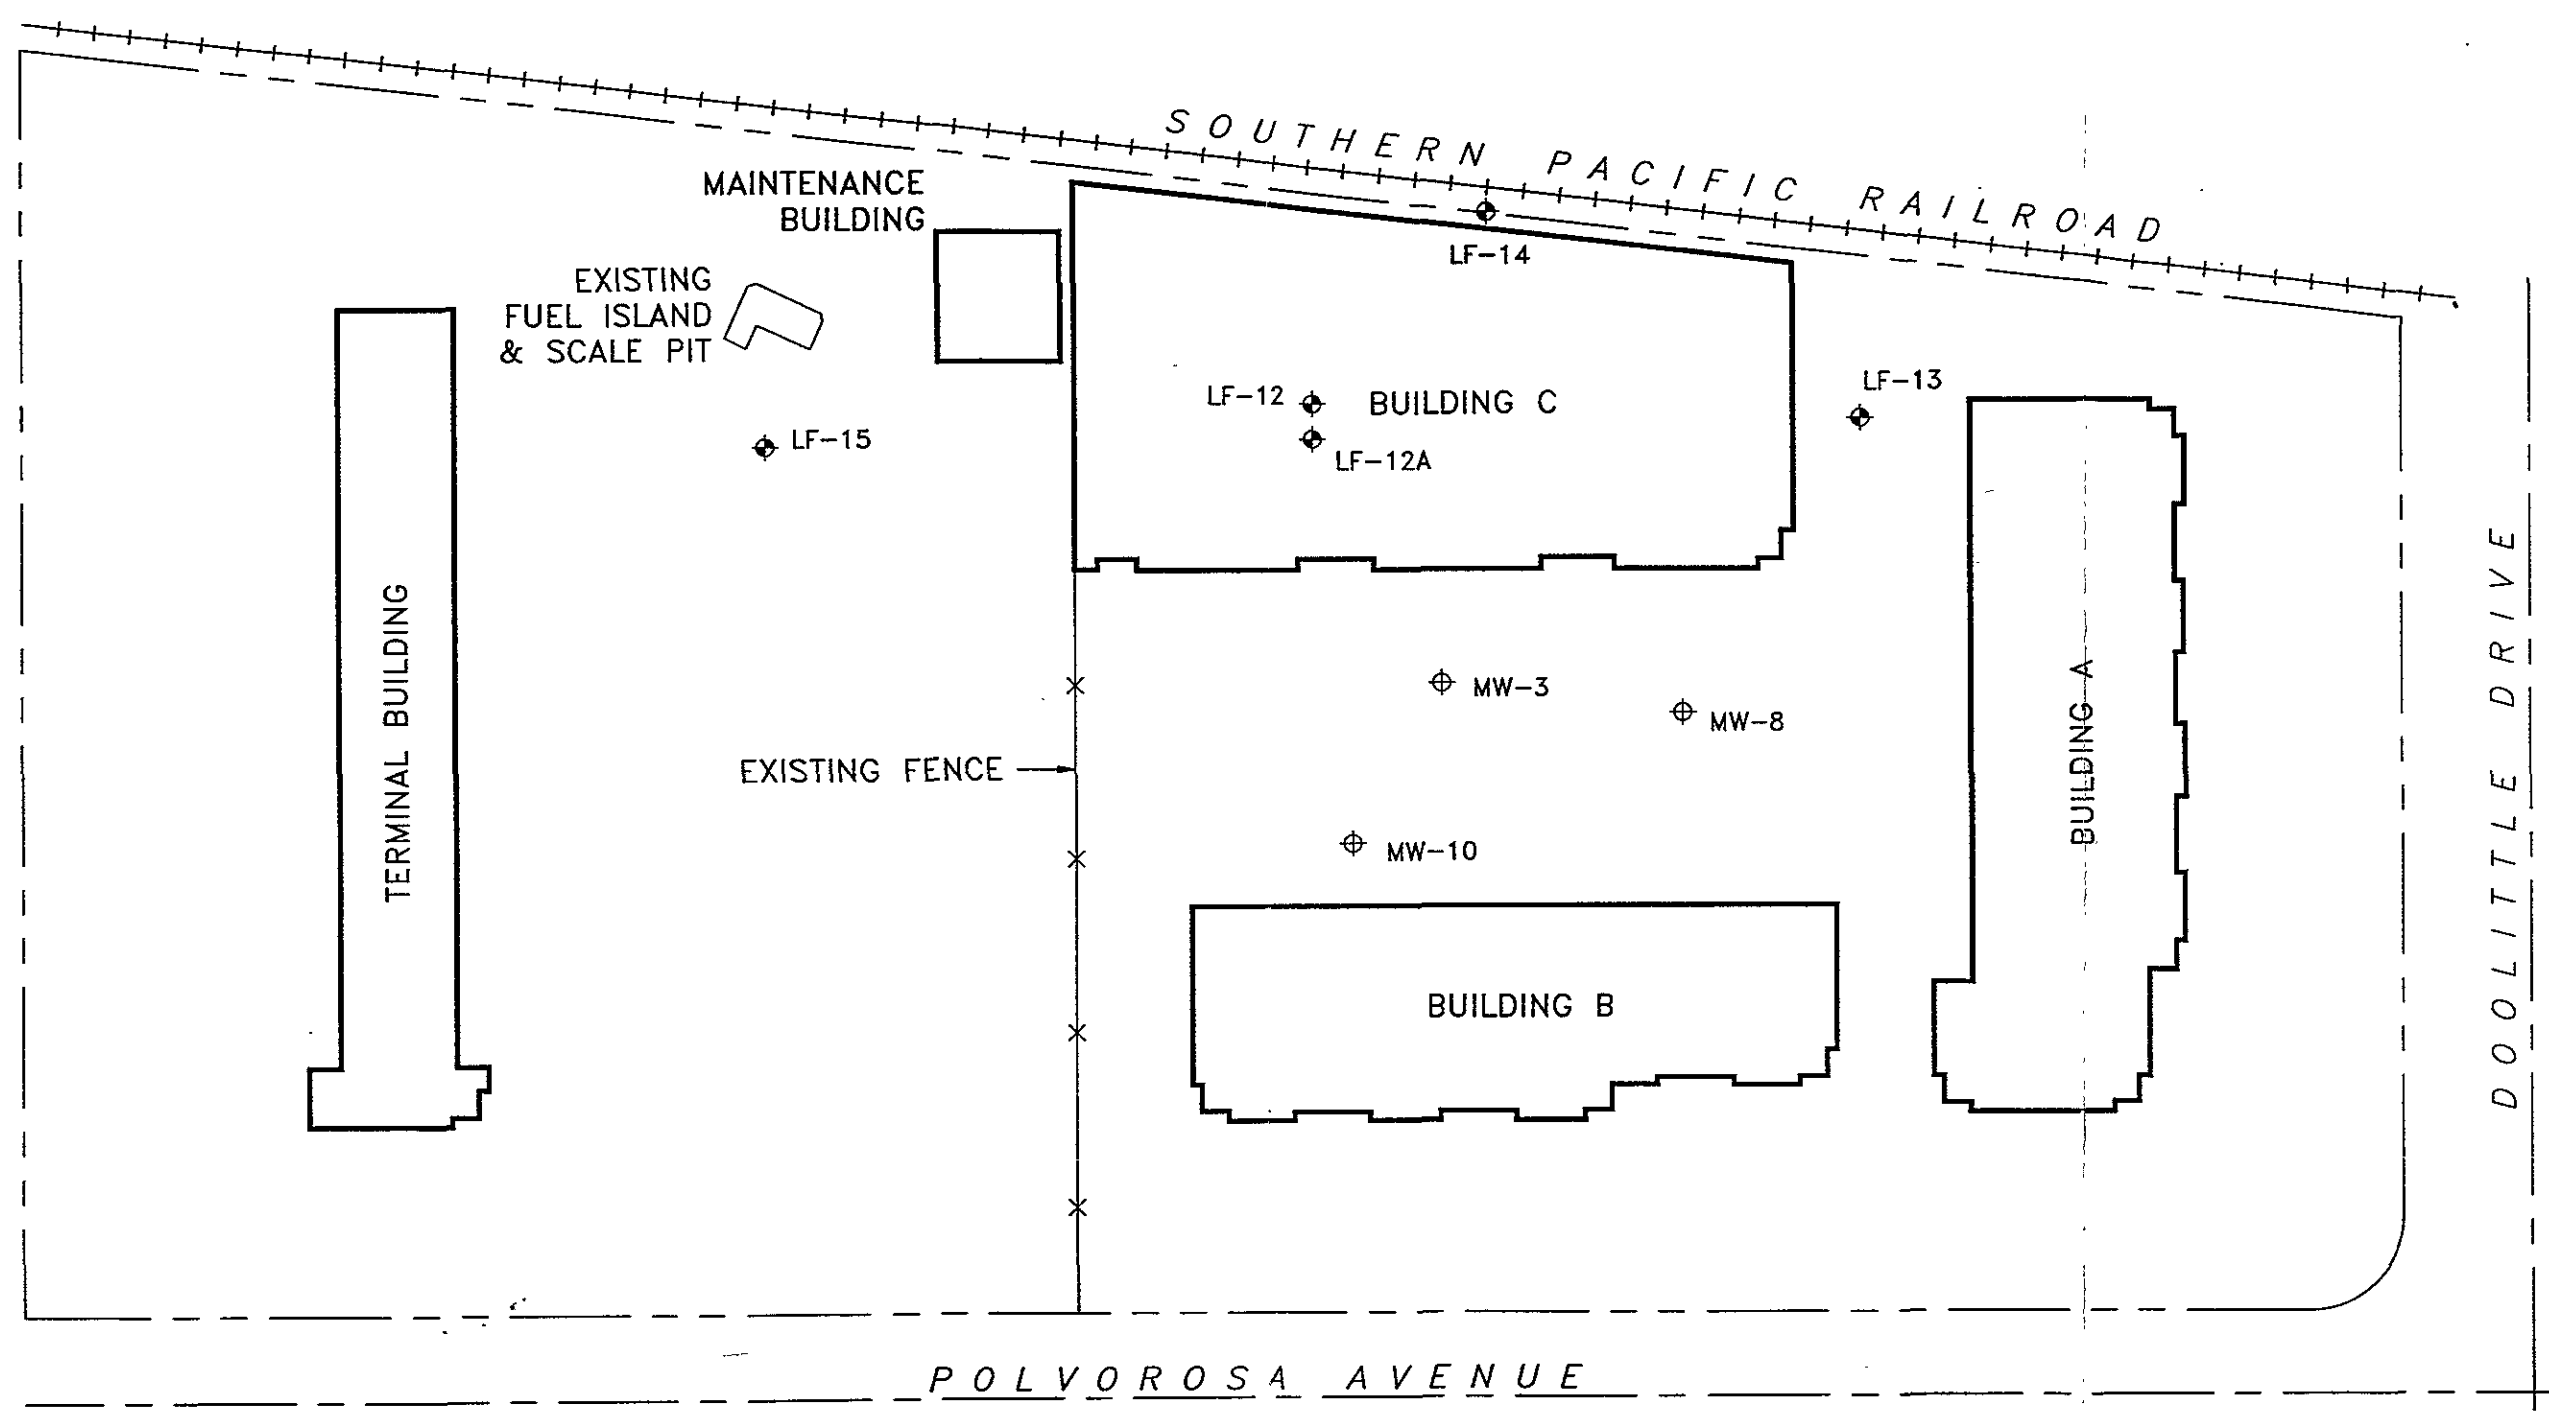 SOUTHERN PACIFIC RAILROAD
MAINTENANCE
BUILDING
LF-14
EXISTING
FUEL ISLAND
& SCALE PIT
LF-13
LF-12
BUILDING C
LF-15
LF-12A
TERMINAL BUILDING
MW-3
MW-8
BUILDING A
DOOLITTLE DRIVE
EXISTING FENCE
MW-10
BUILDING B
POLVOROSA AVENUE